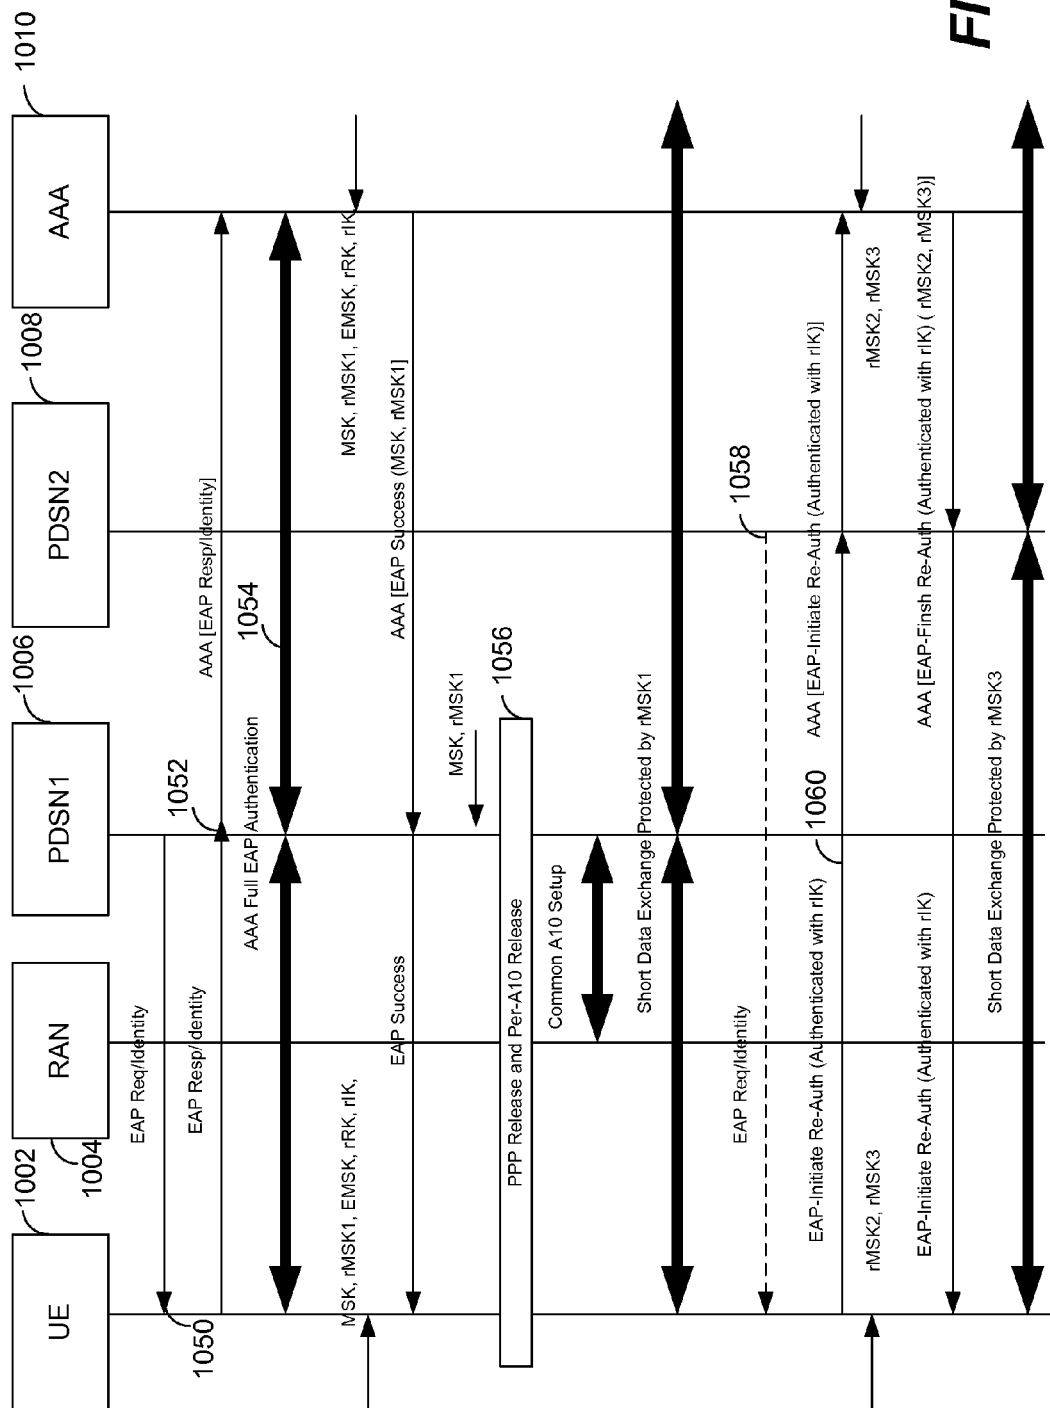 1002
UE
1004
RAN
1006
PDSN1
1008
PDSN2
1010
AAA
EAP Req/Identity
1050
EAP Resp/Identity
1052
AAA [EAP Resp/Identity]
AAA Full EAP Authentication
1054
MSK, rMSK1, EMSK, rRK, rIK,
MSK, rMSK1, EMSK, rRK, rIK
EAP Success
AAA [EAP Success (MSK, rMSK1]
MSK, rMSK1
1056
PPP Release and Per-A10 Release
Common A10 Setup
Short Data Exchange Protected by rMSK1
EAP Req/Identity
1058
EAP-Initiate Re-Auth (Authenticated with rIK)
1060
AAA [EAP-Initiate Re-Auth (Authenticated with rIK)]
rMSK2, rMSK3
rMSK2, rMSK3
EAP-Initiate Re-Auth (Authenticated with rIK)
AAA [EAP-Finsh Re-Auth (Authenticated with rIK) ( rMSK2, rMSK3)]
Short Data Exchange Protected by rMSK3
FI